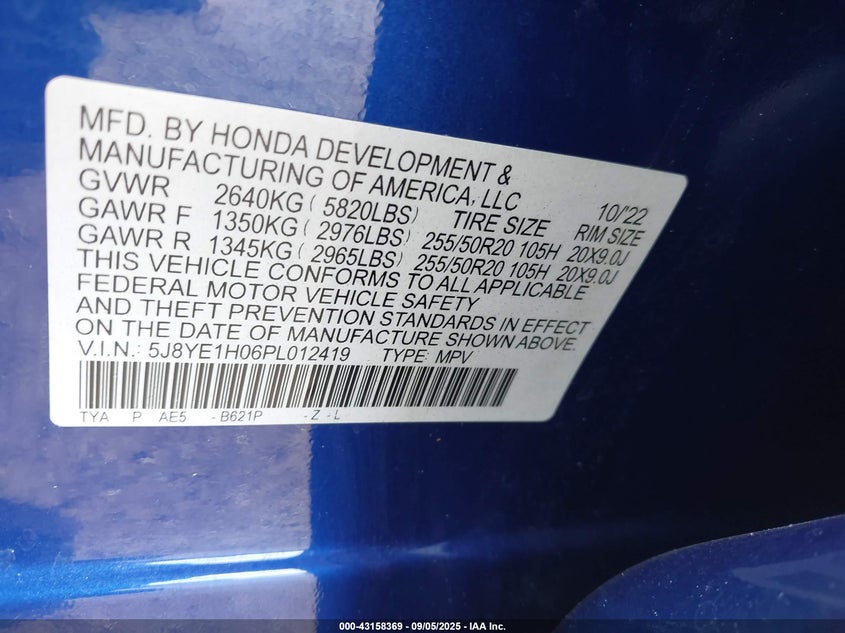 MFD. BY HONDA DEVELOPMENT &
MANUFACTURING OF AMERICA, LLC 10/'22
GVWR 2640KG ( 5820LBS) TIRE SIZE RIM SIZE
GAWR F 1350KG ( 2976LBS) 255/50R20 105H 20X9.0J
GAWR R 1345KG ( 2965LBS) 255/50R20 105H 20X9.0J
THIS VEHICLE CONFORMS TO ALL APPLICABLE
FEDERAL MOTOR VEHICLE SAFETY
AND THEFT PREVENTION STANDARDS IN EFFECT
ON THE DATE OF MANUFACTURE SHOWN ABOVE.
V.I.N.: 5J8YE1H06PL012419 TYPE: MPV
TYA P AE5 -B621P -Z -L
000-43158369 - 09/05/2025 - IAA Inc.